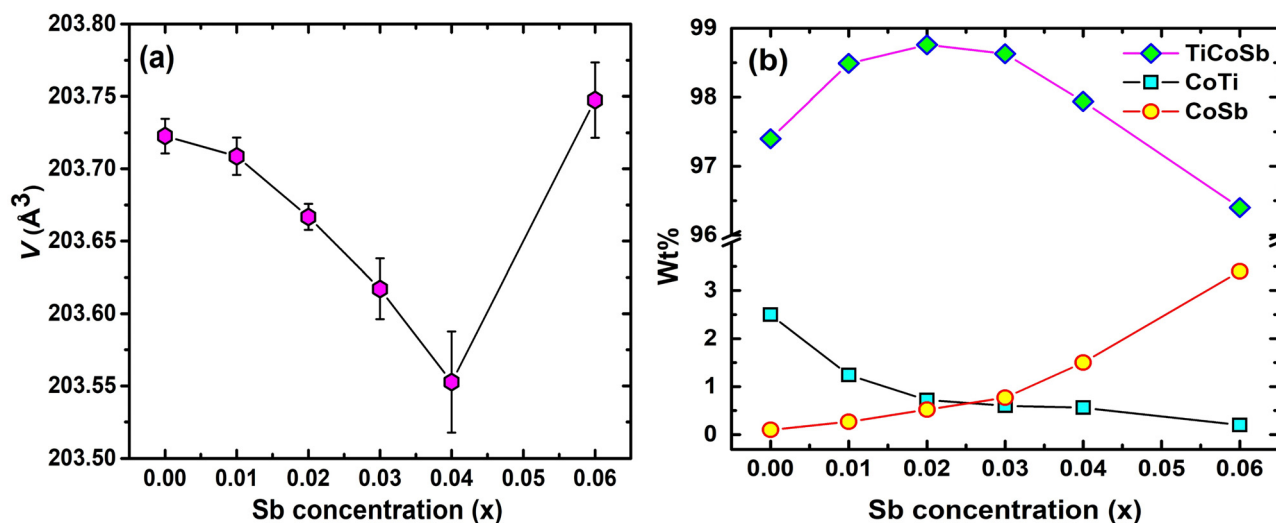 (a)
203.80
203.75
203.70
203.65
203.60
203.55
203.50
V (Å³)
0.00 0.01 0.02 0.03 0.04 0.05 0.06
Sb concentration (x)
(b)
TiCoSb
CoTi
CoSb
99
98
97
96
3
2
1
0
Wt%
0.00 0.01 0.02 0.03 0.04 0.05 0.06
Sb concentration (x)